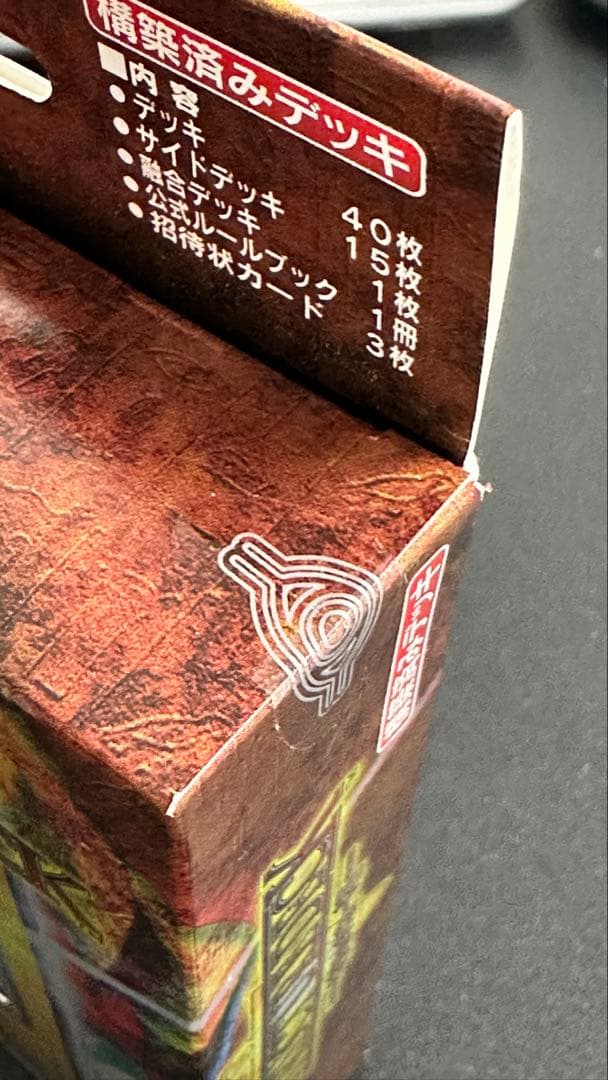 構築済みデッキ
■内 容
●デッキ 40枚
●サイドデッキ 15枚
●融合デッキ 1枚
●公式ルールブック 1冊
●招待状カード 3枚